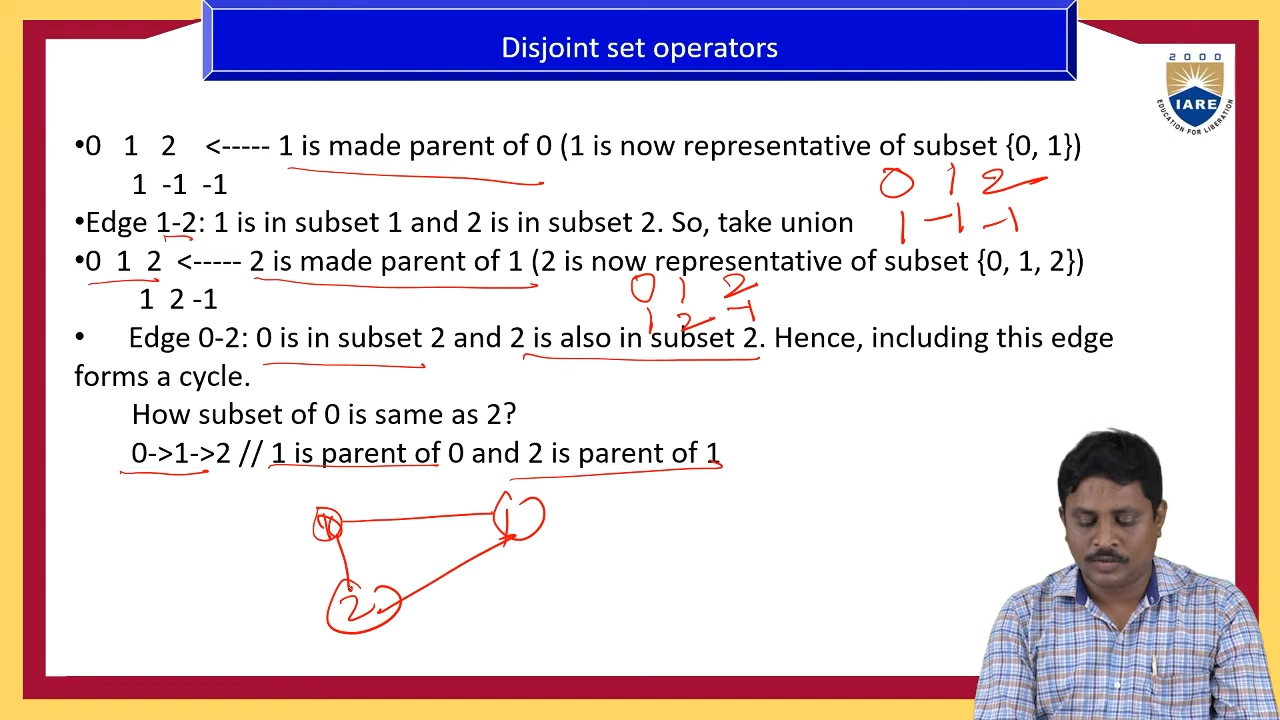 Disjoint set operators
2000
IARE
EDUCATION FOR LIBERATION
•0 1 2 <----- 1 is made parent of 0 (1 is now representative of subset {0, 1})
1 -1 -1
0 1 2
1 -1 -1
•Edge 1-2: 1 is in subset 1 and 2 is in subset 2. So, take union
•0 1 2 <----- 2 is made parent of 1 (2 is now representative of subset {0, 1, 2})
1 2 -1
0 1 2
1 2 -1
• Edge 0-2: 0 is in subset 2 and 2 is also in subset 2. Hence, including this edge
forms a cycle.
How subset of 0 is same as 2?
0->1->2 // 1 is parent of 0 and 2 is parent of 1
1
2